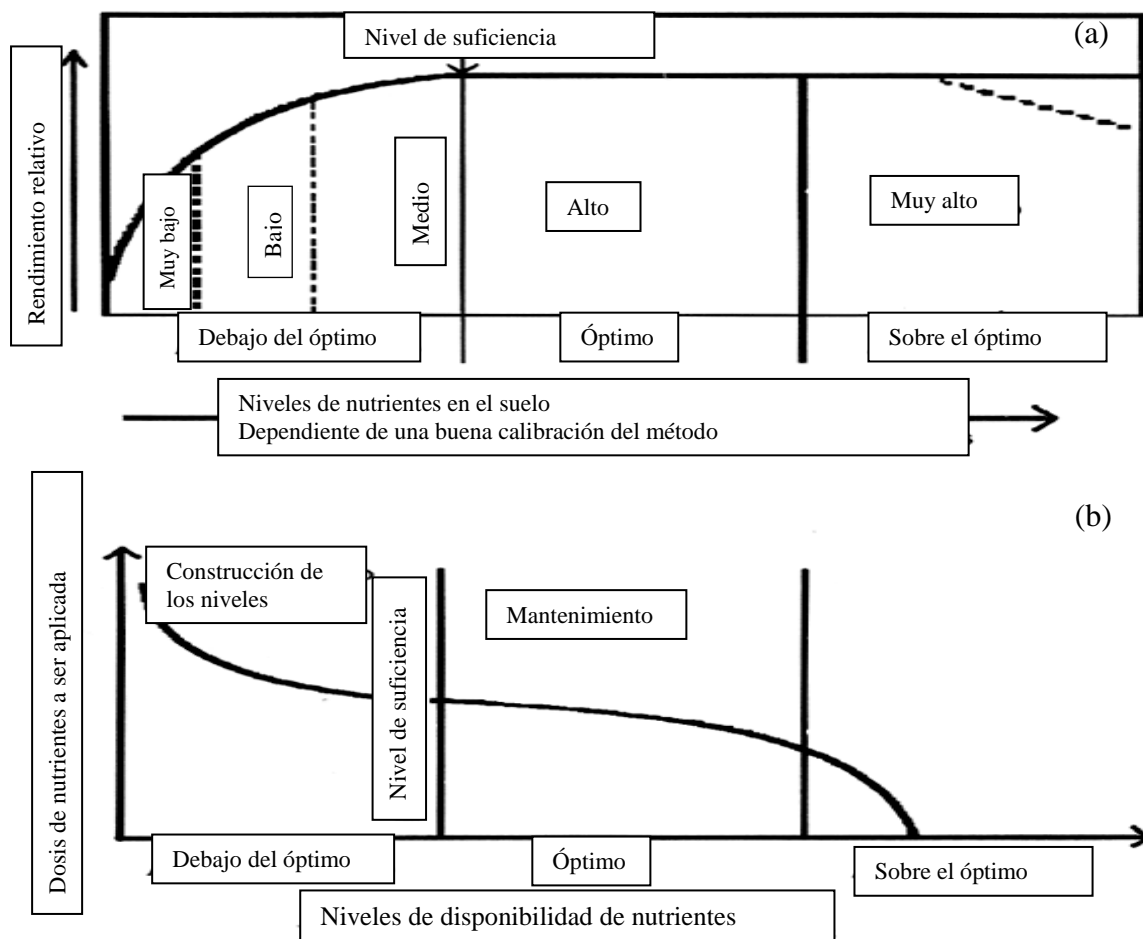 Nivel de suficiencia
(a)
Rendimiento relativo
Muy bajo
Baio
Medio
Alto
Muy alto
Debajo del óptimo
Óptimo
Sobre el óptimo
Niveles de nutrientes en el suelo
Dependiente de una buena calibración del método
(b)
Dosis de nutrientes a ser aplicada
Construcción de
los niveles
Nivel de suficiencia
Mantenimiento
Debajo del óptimo
Óptimo
Sobre el óptimo
Niveles de disponibilidad de nutrientes